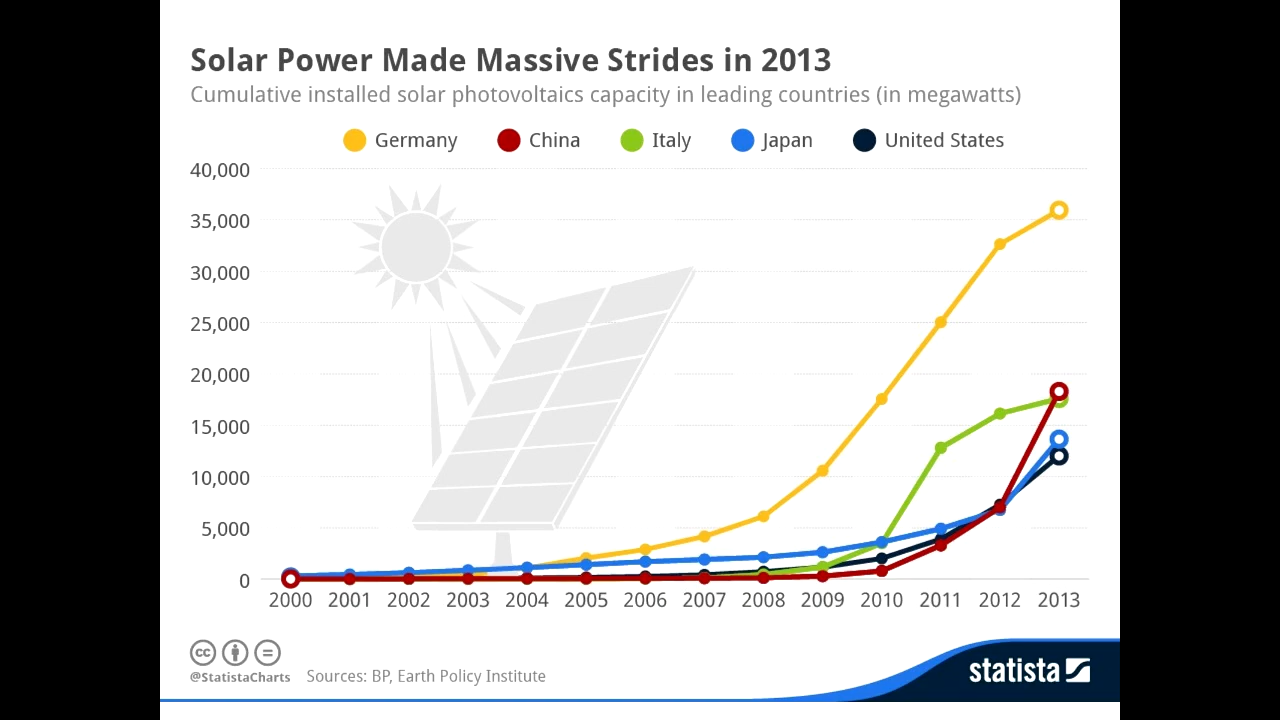 Solar Power Made Massive Strides in 2013
Cumulative installed solar photovoltaics capacity in leading countries (in megawatts)
Germany China Italy Japan United States
40,000
35,000
30,000
25,000
20,000
15,000
10,000
5,000
0
2000 2001 2002 2003 2004 2005 2006 2007 2008 2009 2010 2011 2012 2013
cc
@StatistaCharts Sources: BP, Earth Policy Institute
statista